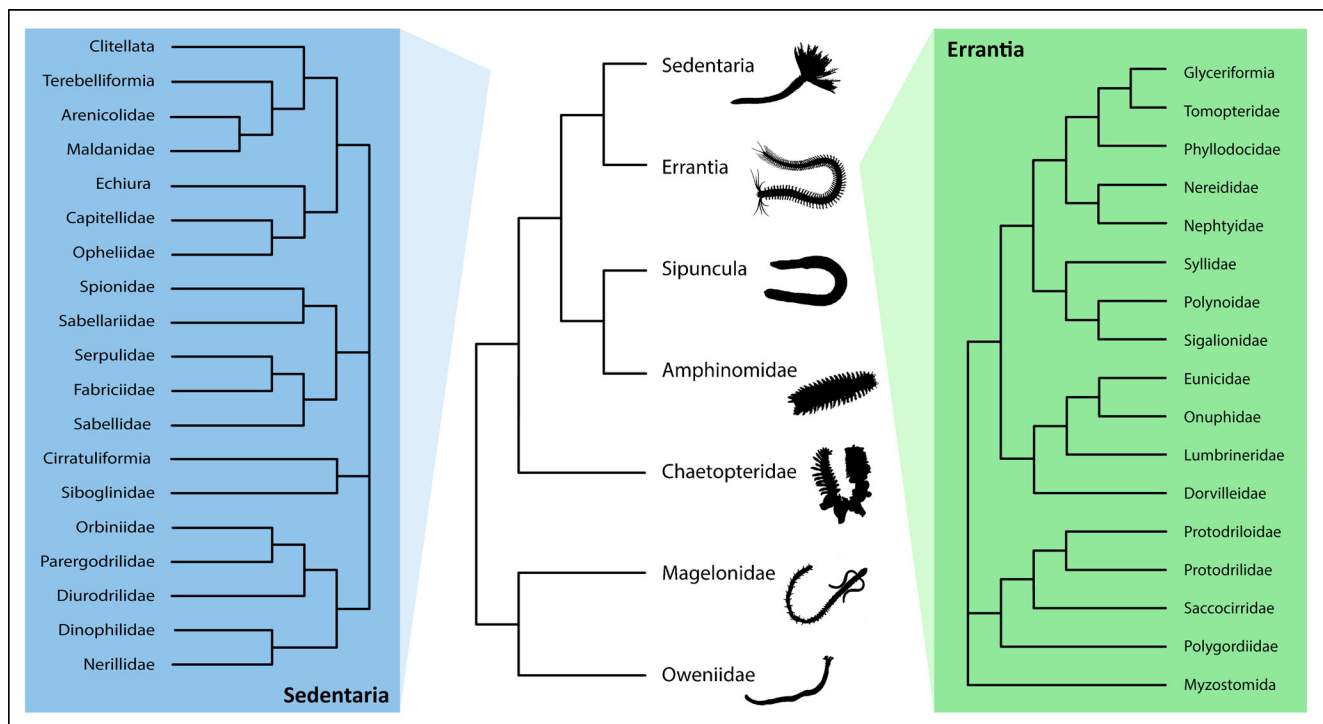 Clitellata
Terebelliformia
Arenicolidae
Maldanidae
Echiura
Capitellidae
Opheliidae
Spionidae
Sabellariidae
Serpulidae
Fabriciidae
Sabellidae
Cirratuliformia
Siboglinidae
Orbiniidae
Parergodrilidae
Diurodrilidae
Dinophilidae
Nerillidae
Sedentaria
Sedentaria
Errantia
Sipuncula
Amphinomidae
Chaetopteridae
Magelonidae
Oweniidae
Errantia
Glyceriformia
Tomopteridae
Phyllodocidae
Nereididae
Nephtyidae
Syllidae
Polynoidae
Sigalionidae
Eunicidae
Onuphidae
Lumbrineridae
Dorvilleidae
Protodriloidae
Protodrilidae
Saccocirridae
Polygordiidae
Myzostomida